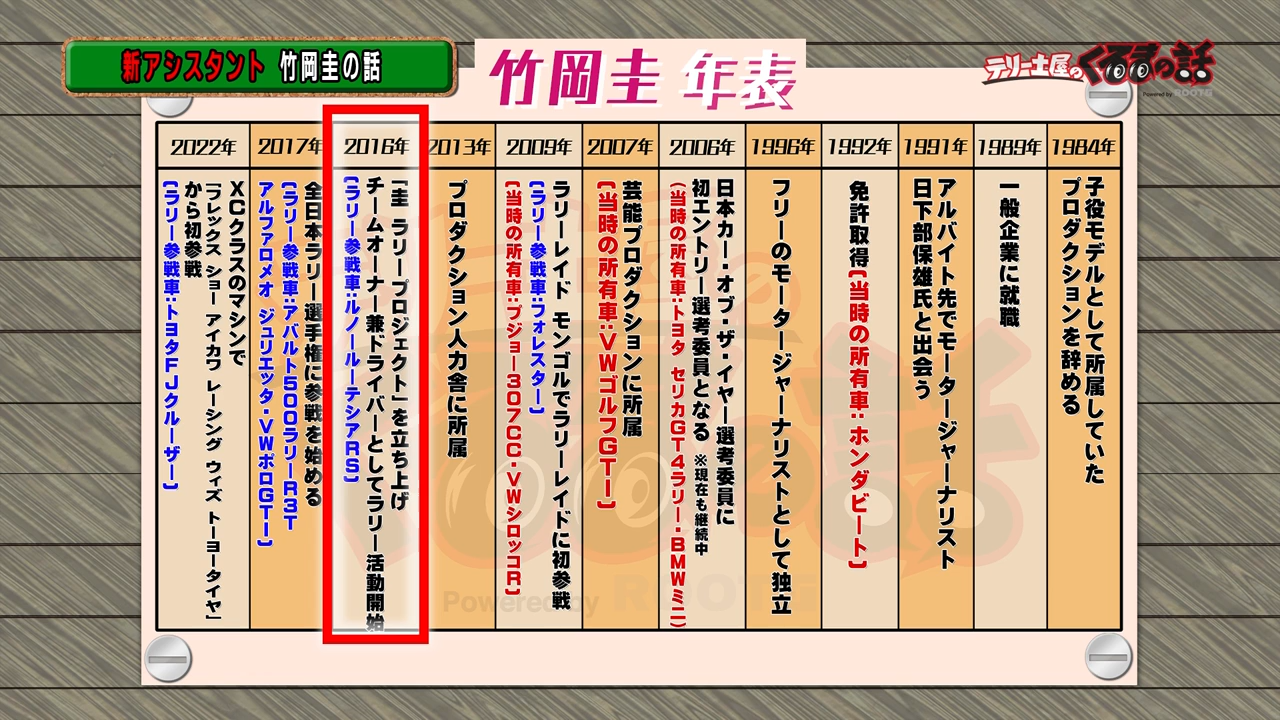 新アシスタント 竹岡圭の話
竹岡圭 年表
テリー土屋のくるまの話
Powered by ROOTG
1984年
子役モデルとして所属していた
プロダクションを辞める
1989年
一般企業に就職
1991年
アルバイト先でモータージャーナリスト
日下部保雄氏と出会う
1992年
免許取得[当時の所有車:ホンダビート]
1996年
フリーのモータージャーナリストとして独立
2006年
日本カー・オブ・ザ・イヤー選考委員に
初エントリー選考委員となる ※現在も継続中
(当時の所有車:トヨタ セリカGT4ラリー・BMWミニ)
2007年
芸能プロダクションに所属
[当時の所有車:VWゴルフGTI]
2009年
ラリーレイド モンゴルでラリーレイドに初参戦
[ラリー参戦車:フォレスター]
[当時の所有車:プジョー307CC・VWシロッコR]
2013年
プロダクション人力舎に所属
2016年
「圭 ラリープロジェクト」を立ち上げ
チームオーナー兼ドライバーとしてラリー活動開始
[ラリー参戦車:ルノールーテシアRS]
2017年
全日本ラリー選手権に参戦を始める
[ラリー参戦車:アバルト500ラリーR3T
アルファロメオ ジュリエッタ・VWポロGTI]
2022年
XCクラスのマシンで
「フレックス ショー アイカワ レーシング ウィズ トーヨータイヤ」
から初参戦
[ラリー参戦車:トヨタFJクルーザー]
Powered by ROOTG